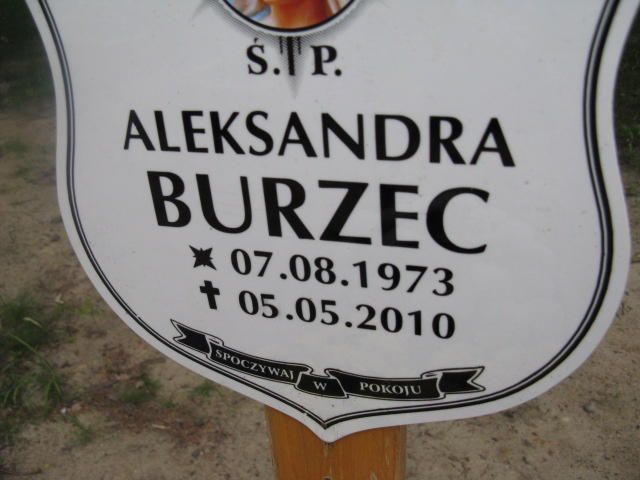 Ś.†P.
ALEKSANDRA
BURZEC
07.08.1973
05.05.2010
SPOCZYWAJ W POKOJU